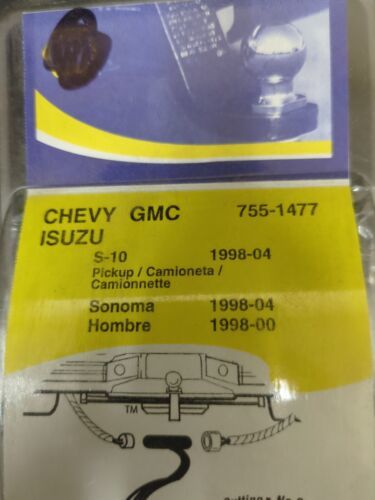 CHEVY GMC 755-1477
ISUZU
S-10 1998-04
Pickup / Camioneta /
Camionnette
Sonoma 1998-04
Hombre 1998-00
TM